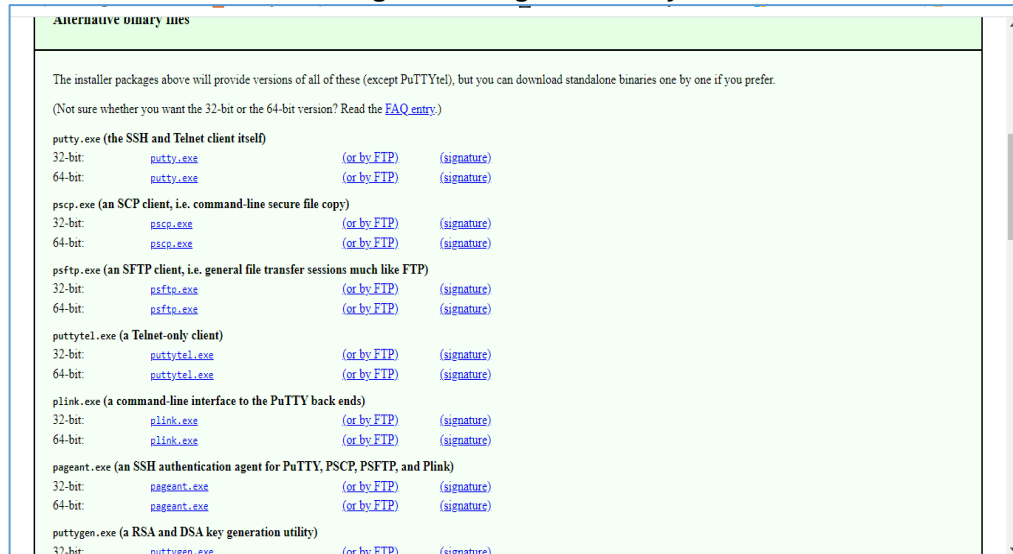 Alternative binary files
The installer packages above will provide versions of all of these (except PuTTYtel), but you can download standalone binaries one by one if you prefer.
(Not sure whether you want the 32-bit or the 64-bit version? Read the FAQ entry.)
putty.exe (the SSH and Telnet client itself)
32-bit: putty.exe (or by FTP) (signature)
64-bit: putty.exe (or by FTP) (signature)
pscp.exe (an SCP client, i.e. command-line secure file copy)
32-bit: pscp.exe (or by FTP) (signature)
64-bit: pscp.exe (or by FTP) (signature)
psftp.exe (an SFTP client, i.e. general file transfer sessions much like FTP)
32-bit: psftp.exe (or by FTP) (signature)
64-bit: psftp.exe (or by FTP) (signature)
puttytel.exe (a Telnet-only client)
32-bit: puttytel.exe (or by FTP) (signature)
64-bit: puttytel.exe (or by FTP) (signature)
plink.exe (a command-line interface to the PuTTY back ends)
32-bit: plink.exe (or by FTP) (signature)
64-bit: plink.exe (or by FTP) (signature)
pageant.exe (an SSH authentication agent for PuTTY, PSCP, PSFTP, and Plink)
32-bit: pageant.exe (or by FTP) (signature)
64-bit: pageant.exe (or by FTP) (signature)
puttygen.exe (a RSA and DSA key generation utility)
32-bit: puttygen.exe (or by FTP) (signature)